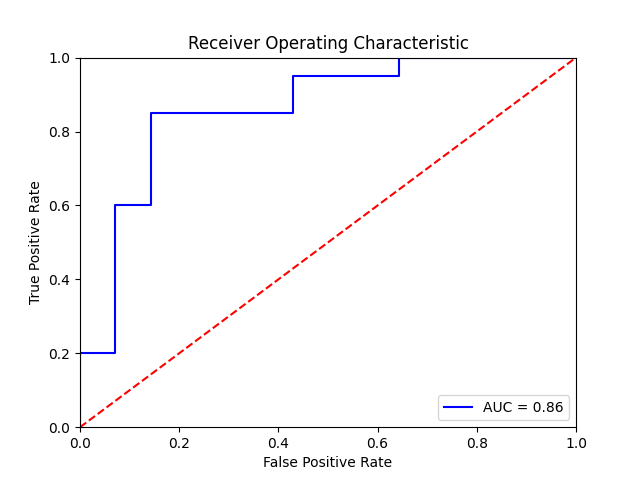 Receiver Operating Characteristic
True Positive Rate
1.0
0.8
0.6
0.4
0.2
0.0
AUC = 0.86
0.0 0.2 0.4 0.6 0.8 1.0
False Positive Rate